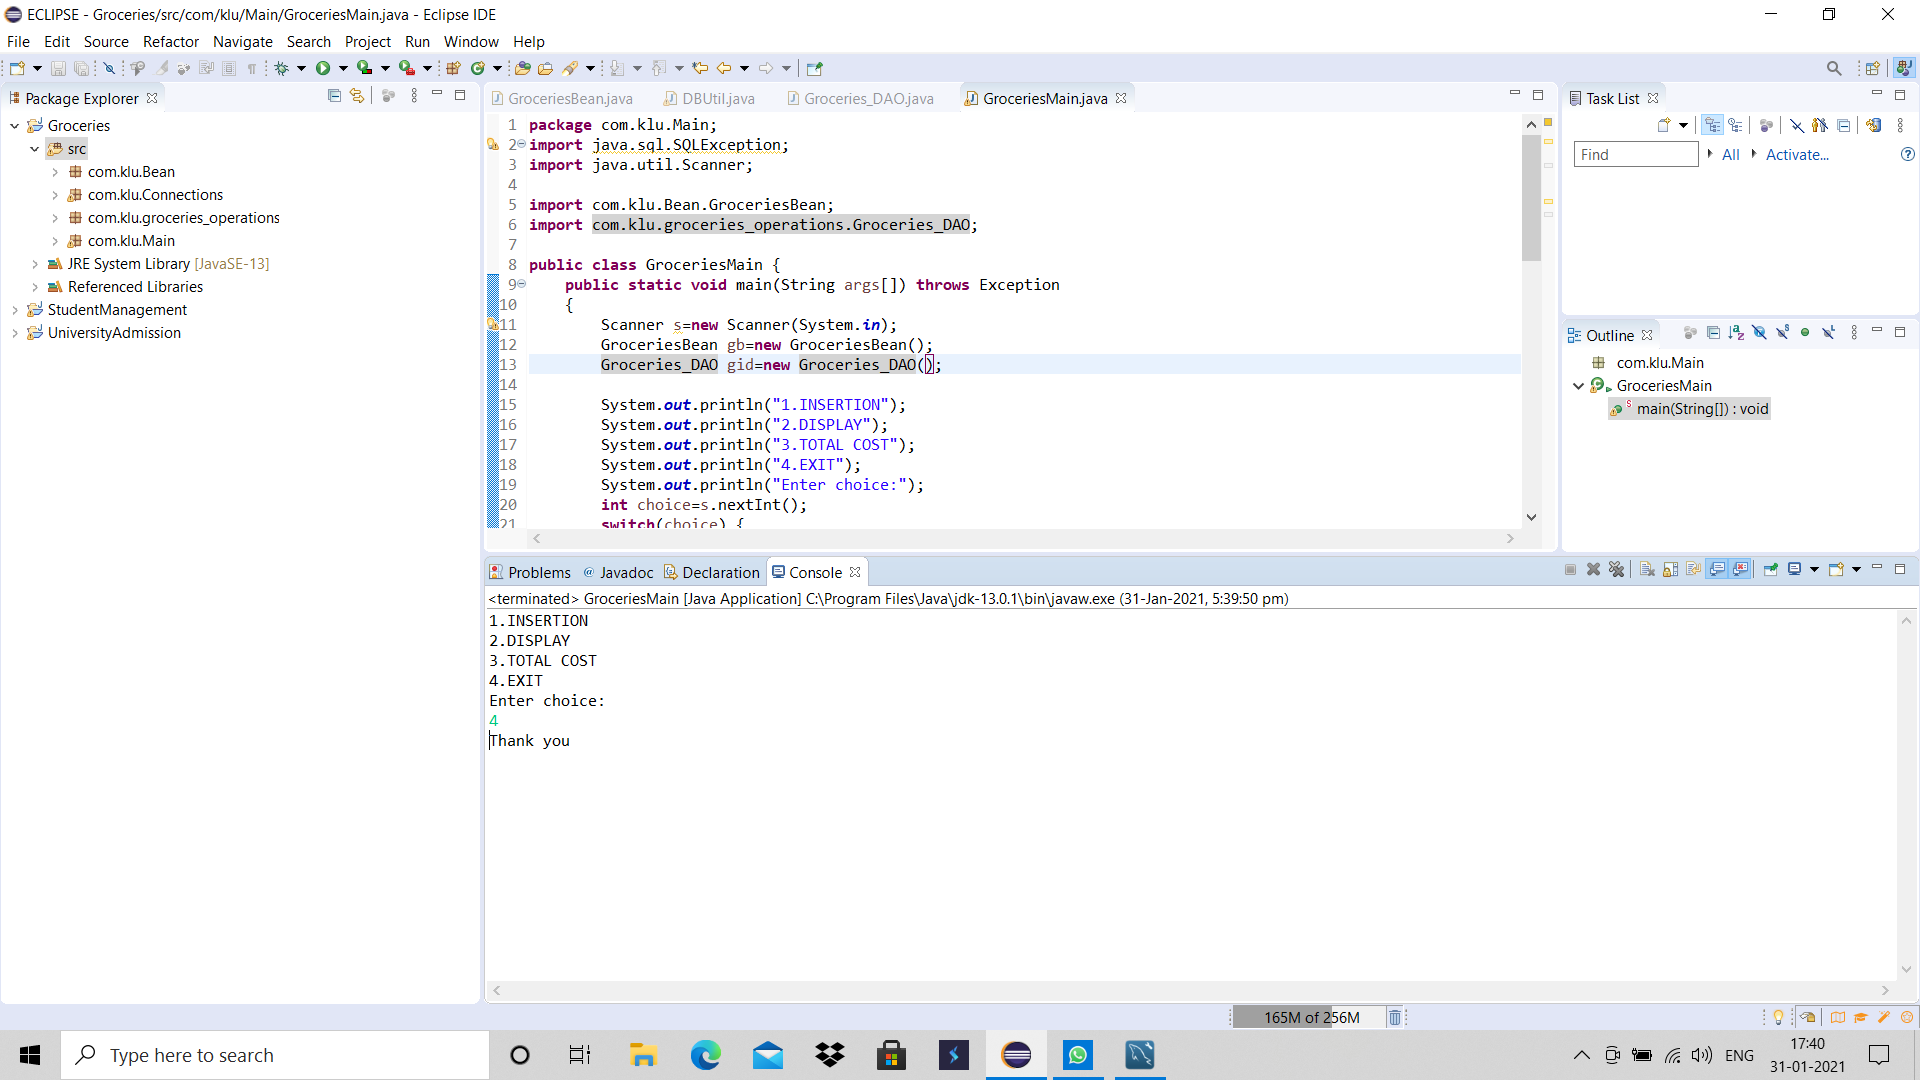 ECLIPSE - Groceries/src/com/klu/Main/GroceriesMain.java - Eclipse IDE
File Edit Source Refactor Navigate Search Project Run Window Help
Package Explorer
Groceries
src
com.klu.Bean
com.klu.Connections
com.klu.groceries_operations
com.klu.Main
JRE System Library [JavaSE-13]
Referenced Libraries
StudentManagement
UniversityAdmission
GroceriesBean.java DBUtil.java Groceries_DAO.java GroceriesMain.java
1 package com.klu.Main;
2 import java.sql.SQLException;
3 import java.util.Scanner;
4
5 import com.klu.Bean.GroceriesBean;
6 import com.klu.groceries_operations.Groceries_DAO;
7
8 public class GroceriesMain {
9 public static void main(String args[]) throws Exception
10 {
11 Scanner s=new Scanner(System.in);
12 GroceriesBean gb=new GroceriesBean();
13 Groceries_DAO gid=new Groceries_DAO();
14
15 System.out.println("1.INSERTION");
16 System.out.println("2.DISPLAY");
17 System.out.println("3.TOTAL COST");
18 System.out.println("4.EXIT");
19 System.out.println("Enter choice:");
20 int choice=s.nextInt();
21 switch(choice) {
Task List
Find All Activate...
Outline
com.klu.Main
GroceriesMain
main(String[]) : void
Problems Javadoc Declaration Console
<terminated> GroceriesMain [Java Application] C:\Program Files\Java\jdk-13.0.1\bin\javaw.exe (31-Jan-2021, 5:39:50 pm)
1.INSERTION
2.DISPLAY
3.TOTAL COST
4.EXIT
Enter choice:
4
Thank you
165M of 256M
Type here to search
ENG
17:40
31-01-2021